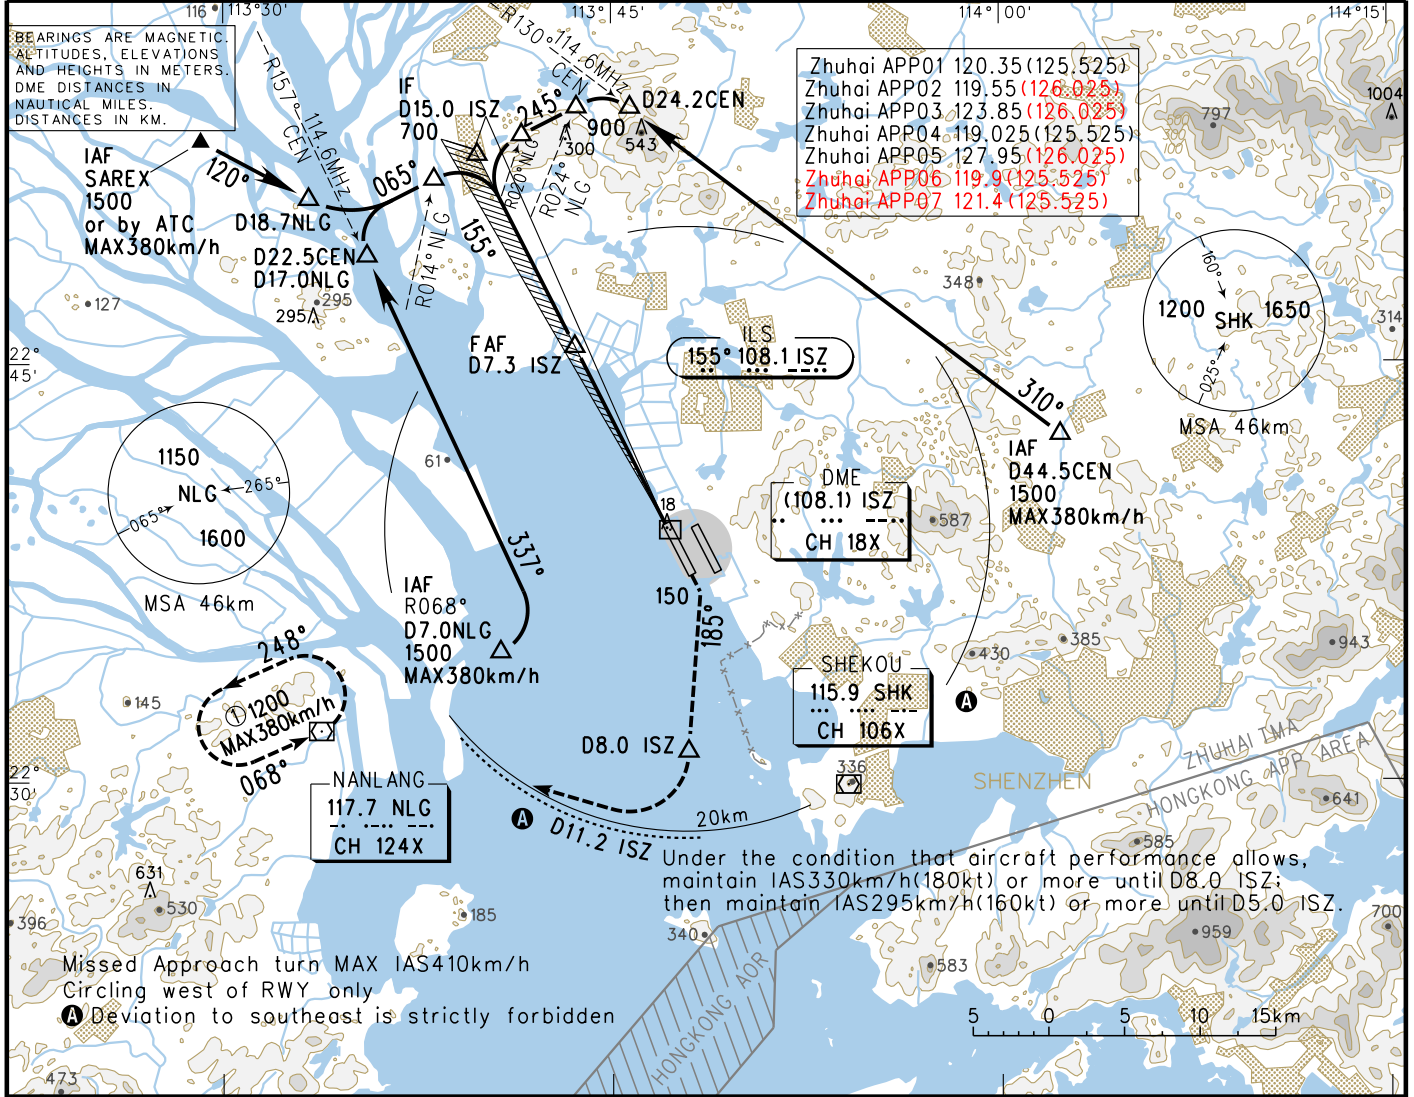 116
113°30'
113°45'
114°00'
114°15'
BEARINGS ARE MAGNETIC.
ALTITUDES, ELEVATIONS
AND HEIGHTS IN METERS.
DME DISTANCES IN
NAUTICAL MILES.
DISTANCES IN KM.
R157° 114.6MHz
CEN
R130° 114.6MHz
CEN
Zhuhai APP01 120.35(125.525)
Zhuhai APP02 119.55(126.025)
Zhuhai APP03 123.85(126.025)
Zhuhai APP04 119.025(125.525)
Zhuhai APP05 127.95(126.025)
Zhuhai APP06 119.9(125.525)
Zhuhai APP07 121.4(125.525)
1004
797
IF
D15.0 ISZ
700
245°
D24.2CEN
900
543
300
IAF
SAREX
1500
or by ATC
MAX380km/h
120°
065°
D18.7NLG
D22.5CEN
D17.0NLG
R014° NLG
R020° NLG
R024°
NLG
155°
127
295
295
348
160°
1200 SHK 1650
025°
MSA 46km
314
22°
45'
FAF
D7.3 ISZ
ILS
155° 108.1 ISZ
310°
IAF
D44.5CEN
1500
MAX380km/h
61
1150
NLG
265°
065°
1600
MSA 46km
DME
(108.1) ISZ
CH 18X
587
18
337°
150
185°
IAF
R068°
D7.0NLG
1500
MAX380km/h
385
430
943
248°
1 1200
MAX380km/h
068°
145
SHEKOU
115.9 SHK
CH 106X
A
D8.0 ISZ
336
ZHUHAI TMA
HONGKONG APP AREA
SHENZHEN
22°
30'
NANLANG
117.7 NLG
CH 124X
A
D11.2 ISZ
20km
641
585
Under the condition that aircraft performance allows,
maintain IAS330km/h(180kt) or more until D8.0 ISZ;
then maintain IAS295km/h(160kt) or more until D5.0 ISZ.
631
530
396
185
340
959
700
583
HONGKONG AOR
Missed Approach turn MAX IAS410km/h
Circling west of RWY only
A Deviation to southeast is strictly forbidden
5 0 5 10 15km
473